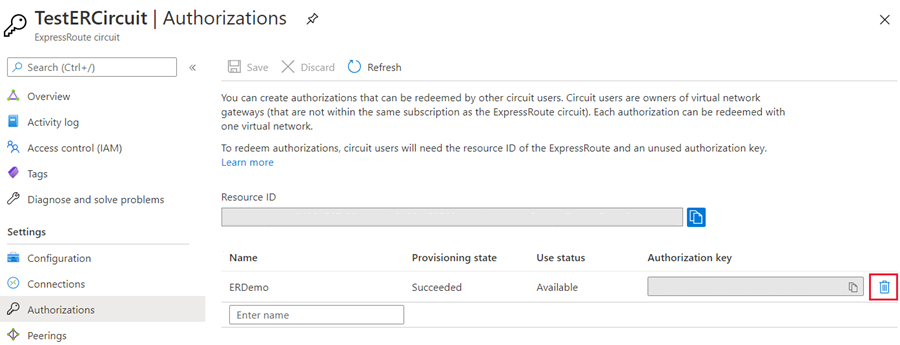 TestERCircuit | Authorizations
ExpressRoute circuit
Search (Ctrl+/)
«
Save
Discard
Refresh
Overview
Activity log
Access control (IAM)
Tags
Diagnose and solve problems
Settings
Configuration
Connections
Authorizations
Peerings
You can create authorizations that can be redeemed by other circuit users. Circuit users are owners of virtual network
gateways (that are not within the same subscription as the ExpressRoute circuit). Each authorization can be redeemed with
one virtual network.
To redeem authorizations, circuit users will need the resource ID of the ExpressRoute and an unused authorization key.
Learn more
Resource ID
Name Provisioning state Use status Authorization key
ERDemo Succeeded Available
Enter name